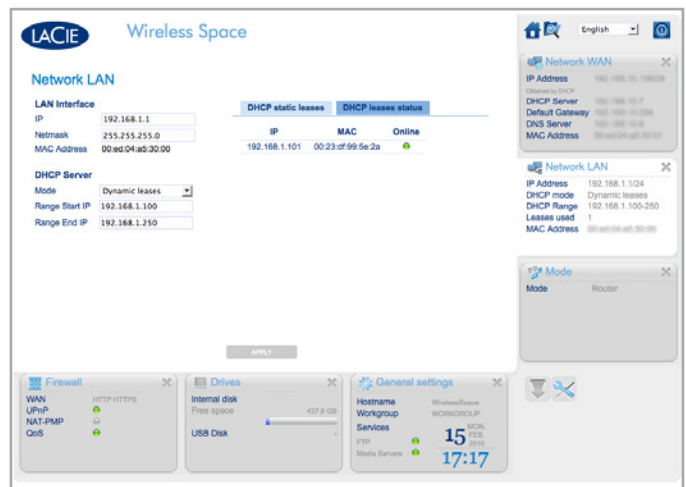 LACIE
Wireless Space
English
Network LAN
LAN Interface
IP 192.168.1.1
Netmask 255.255.255.0
MAC Address 00:ed:04:a5:30:00
DHCP Server
Mode Dynamic leases
Range Start IP 192.168.1.100
Range End IP 192.168.1.250
DHCP static leases DHCP leases status
IP MAC Online
192.168.1.101 00:23:df:99:5e:2a
APPLY
Network WAN
IP Address
Obtained by DHCP
DHCP Server
Default Gateway
DNS Server
MAC Address
Network LAN
IP Address 192.168.1.1/24
DHCP mode Dynamic leases
DHCP Range 192.168.1.100-250
Leases used 1
MAC Address
Mode
Mode Router
Firewall
WAN HTTP HTTPS
UPnP
NAT-PMP
QoS
Drives
Internal disk
Free space 437,9 GB
USB Disk -
General settings
Hostname WirelessSpace
Workgroup WORKGROUP
Services
FTP
Media Servers
15 MON. FEB. 2010
17:17